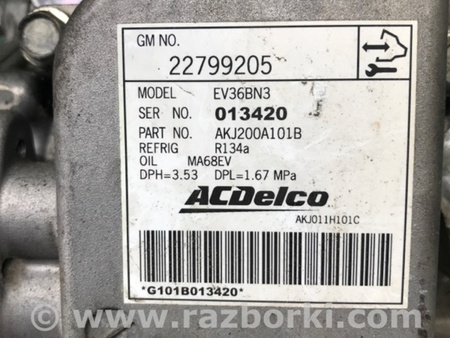 GM NO.
22799205
MODEL EV36BN3
SER NO. 013420
PART NO. AKJ200A101B
REFRIG R134a
OIL MA68EV
DPH=3.53 DPL=1.67 MPa
ACDelco
AKJ011H101C
*G101B013420*
www.razborki.com